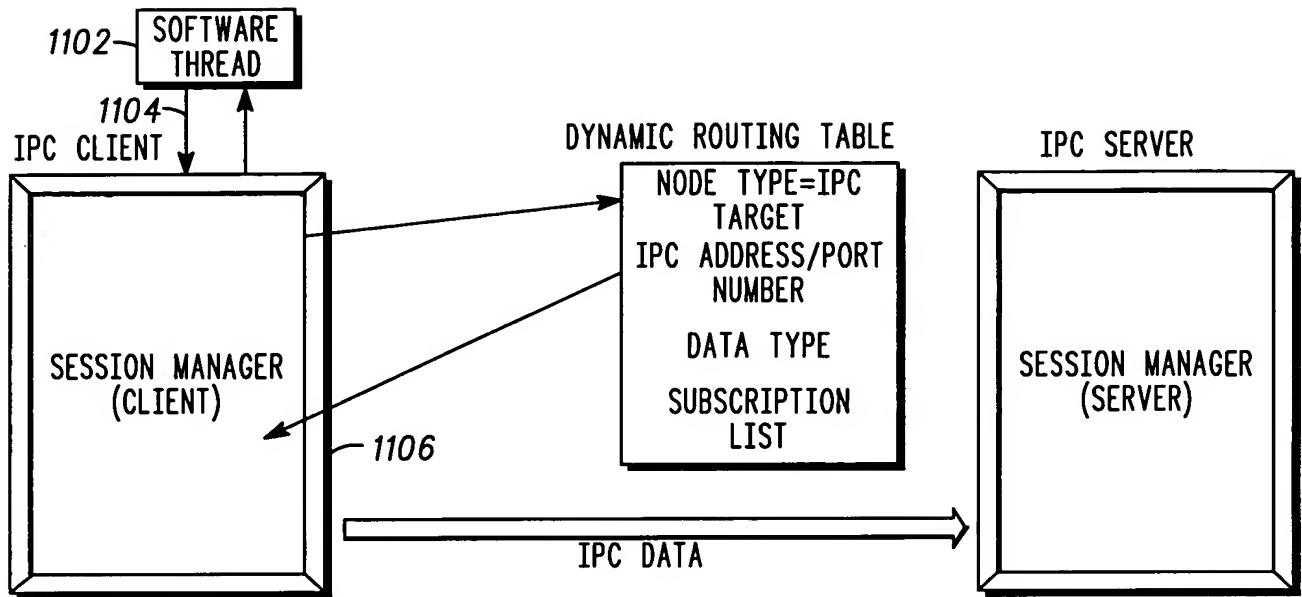 1102
SOFTWARE
THREAD
1104
IPC CLIENT
DYNAMIC ROUTING TABLE
IPC SERVER
NODE TYPE=IPC
TARGET
IPC ADDRESS/PORT
NUMBER
DATA TYPE
SUBSCRIPTION
LIST
SESSION MANAGER
(CLIENT)
SESSION MANAGER
(SERVER)
1106
IPC DATA